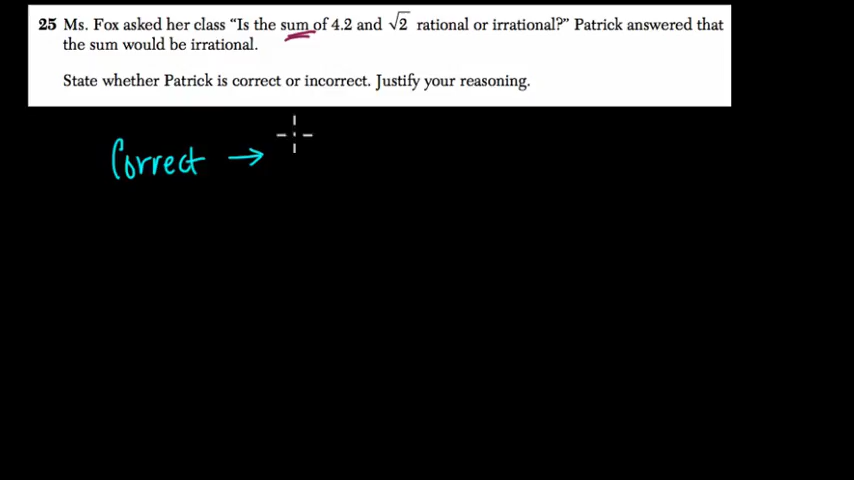 25 Ms. Fox asked her class “Is the sum of 4.2 and √2 rational or irrational?” Patrick answered that
the sum would be irrational.
State whether Patrick is correct or incorrect. Justify your reasoning.
Correct →